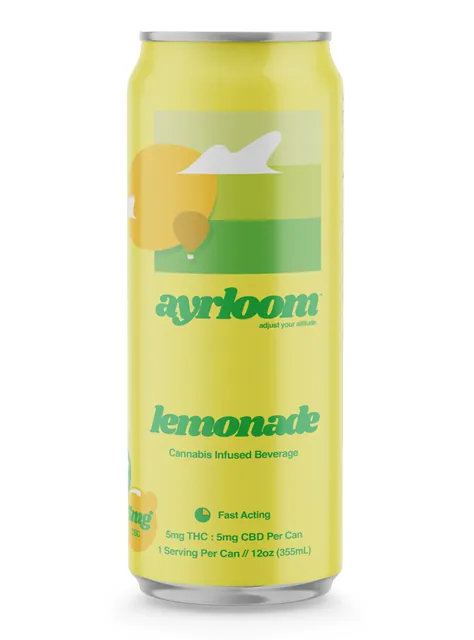 ayrloom™
adjust your altitude.
lemonade
Cannabis Infused Beverage
Fast Acting
5mg THC : 5mg CBD Per Can
1 Serving Per Can // 12oz (355mL)